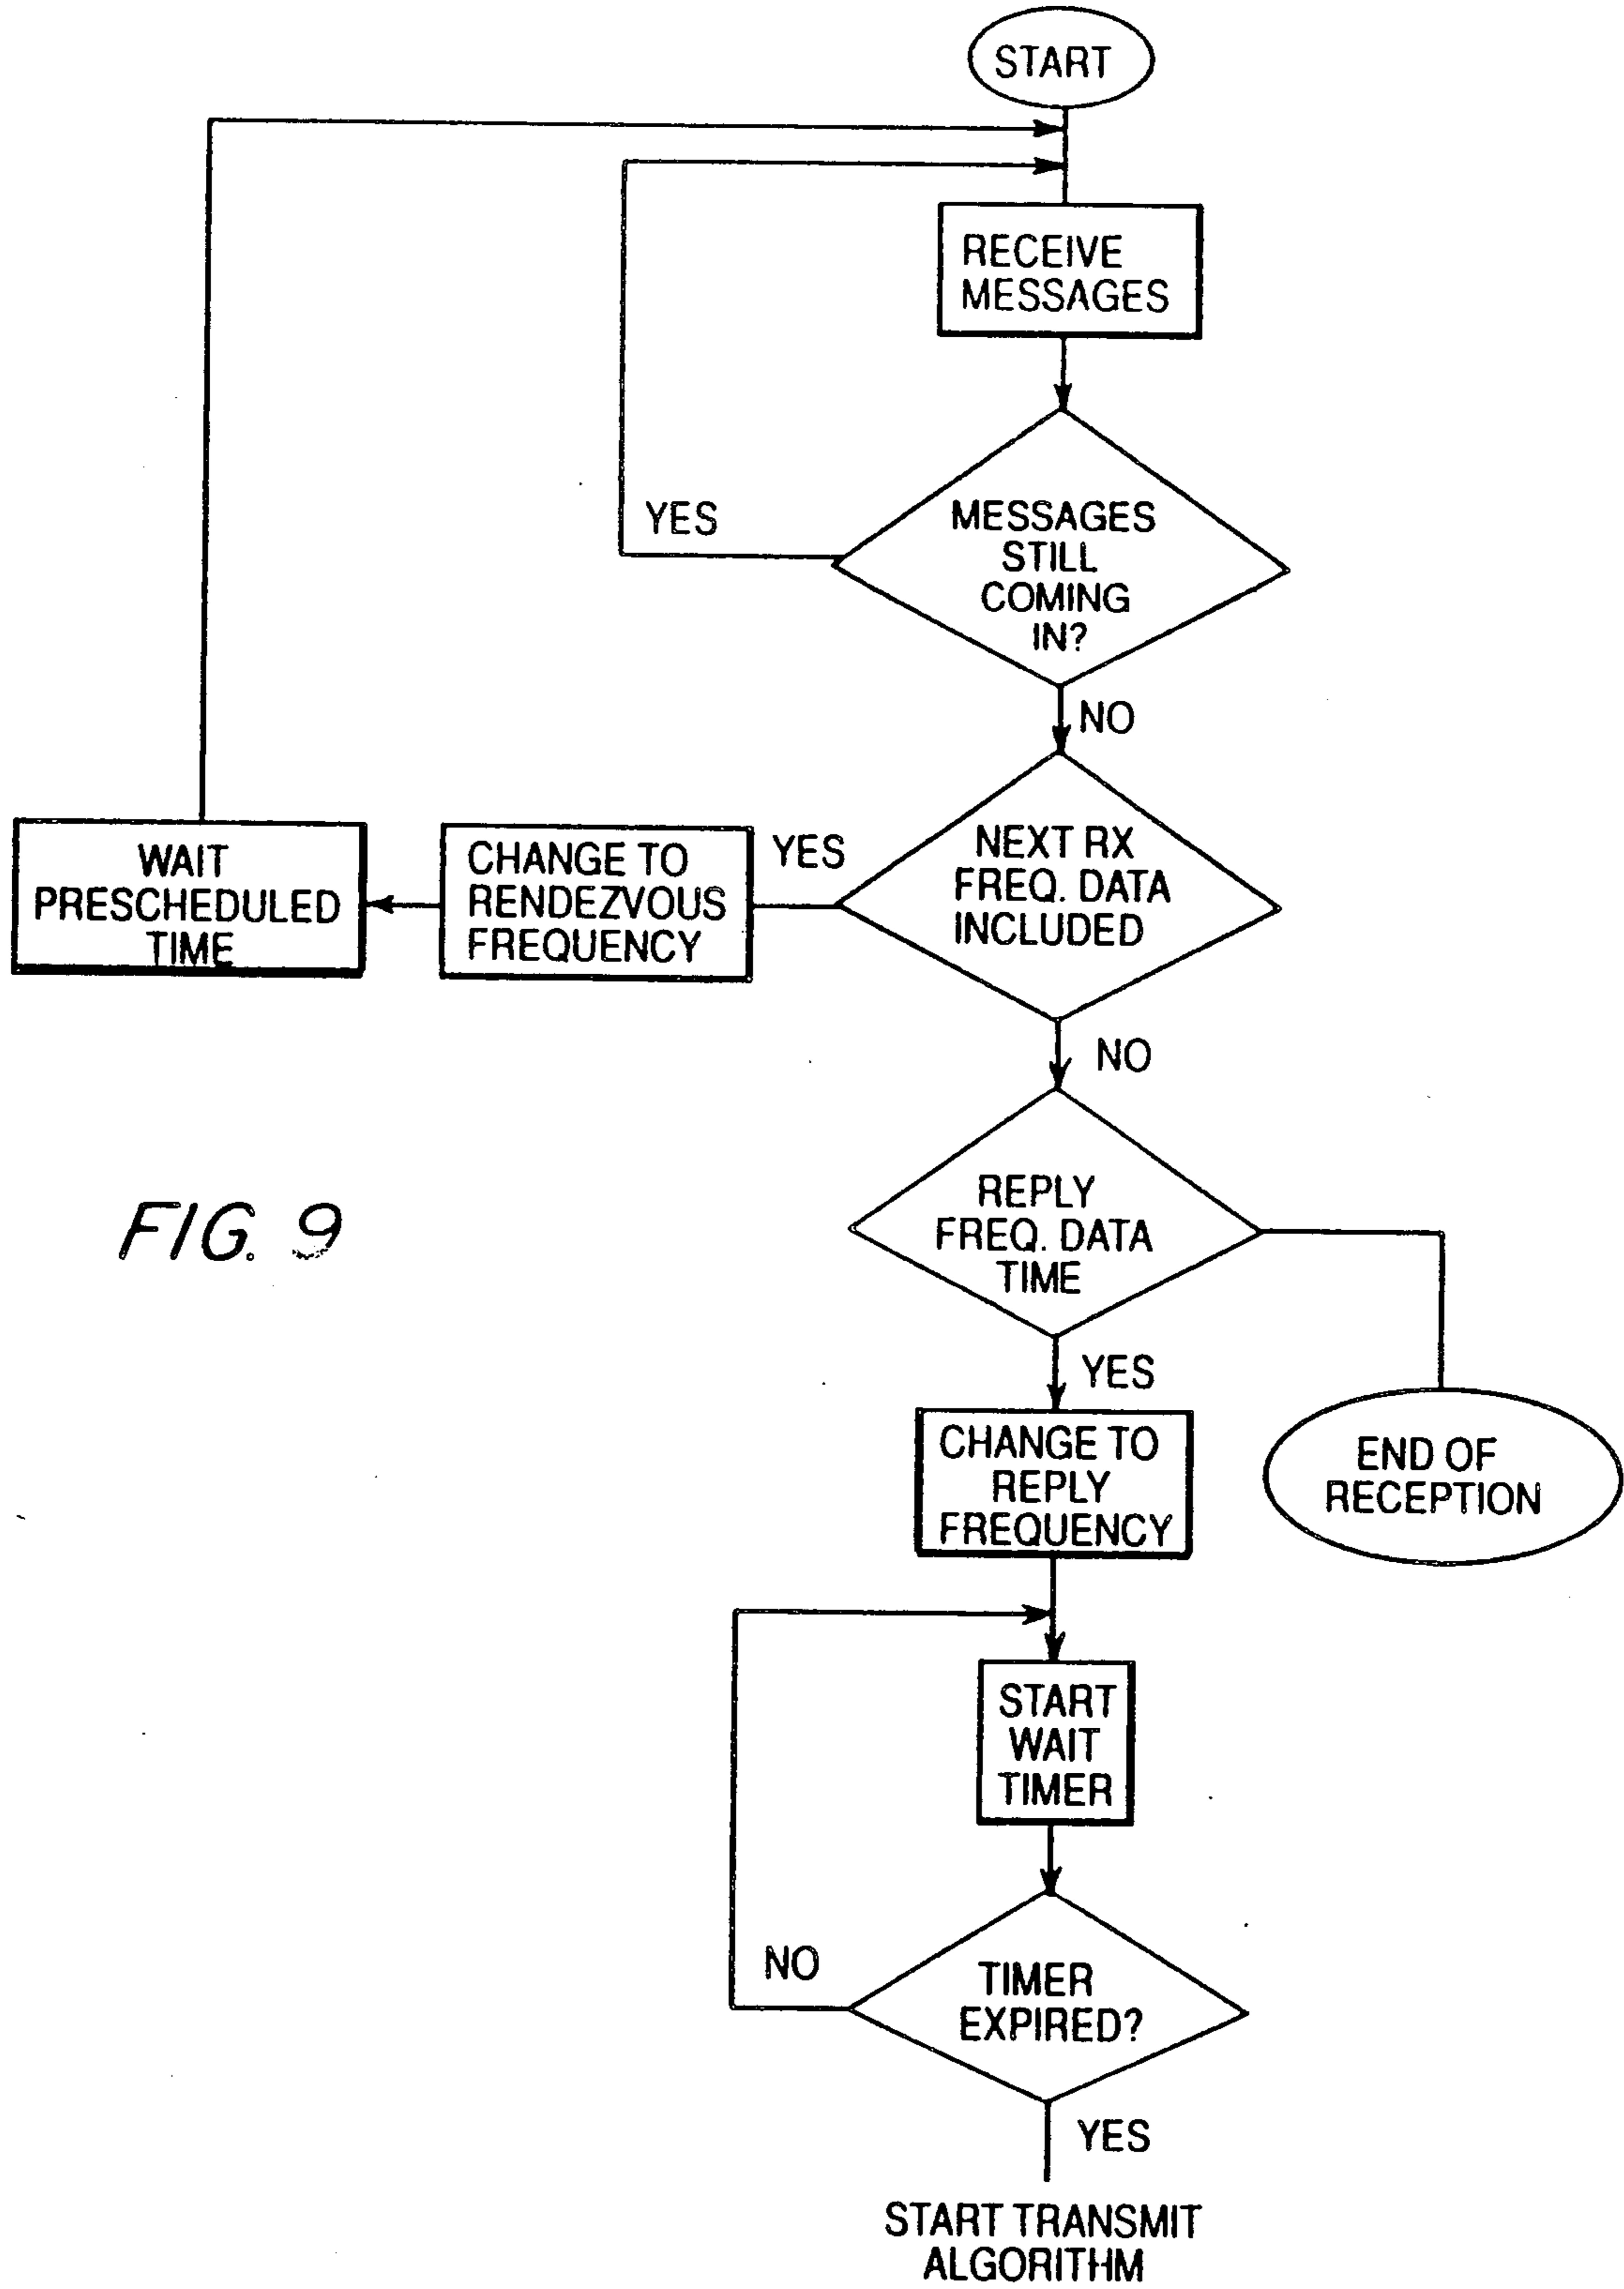 START
RECEIVE
MESSAGES
YES
MESSAGES
STILL
COMING
IN?
NO
WAIT
PRESCHEDULED
TIME
CHANGE TO
RENDEZVOUS
FREQUENCY
YES
NEXT RX
FREQ. DATA
INCLUDED
NO
FIG. 9
REPLY
FREQ. DATA
TIME
YES
CHANGE TO
REPLY
FREQUENCY
END OF
RECEPTION
START
WAIT
TIMER
NO
TIMER
EXPIRED?
YES
START TRANSMIT
ALGORITHM